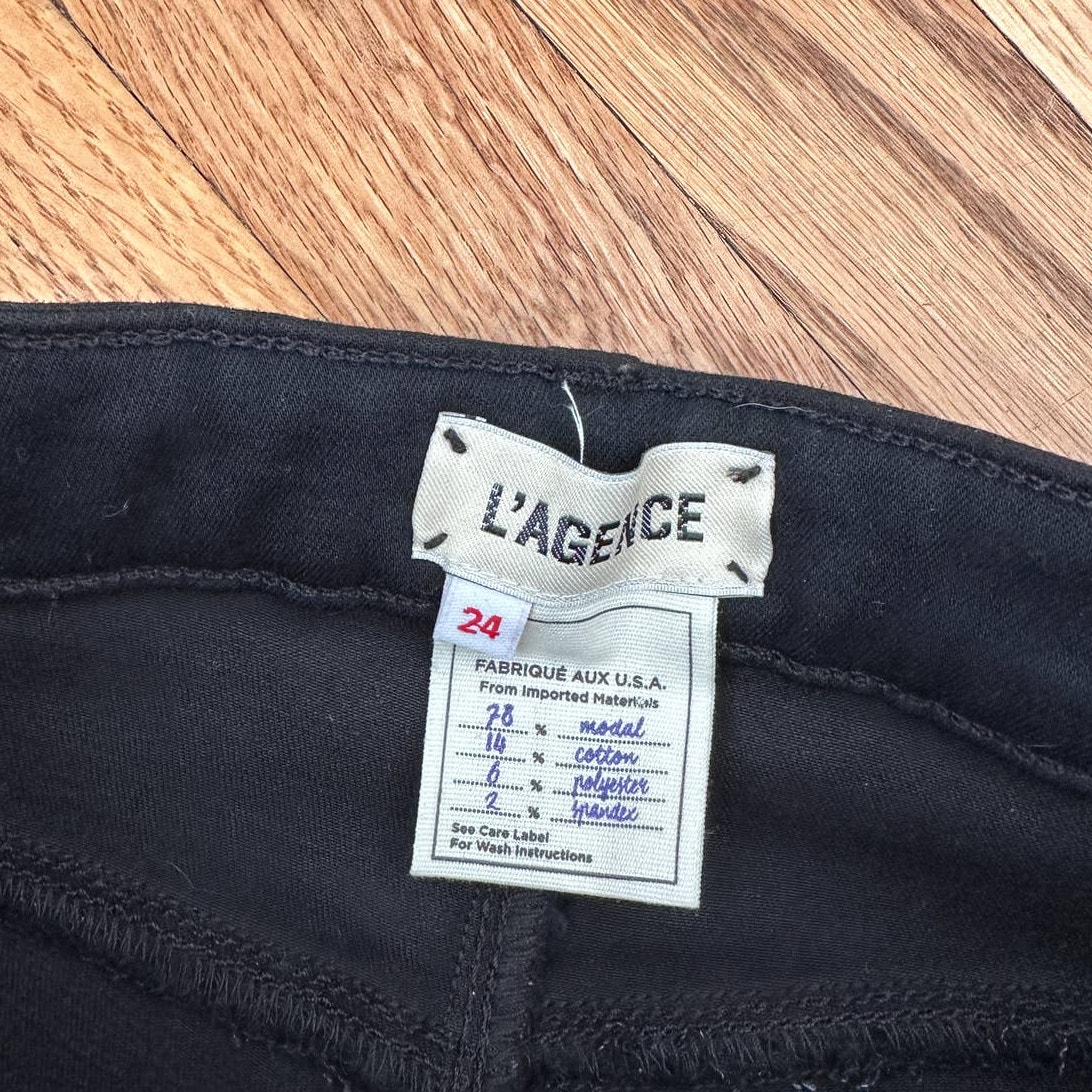 L'AGENCE
24
FABRIQUÉ AUX U.S.A.
From Imported Materials
78 % modal
14 % cotton
6 % polyester
2 % spandex
See Care Label
For Wash Instructions